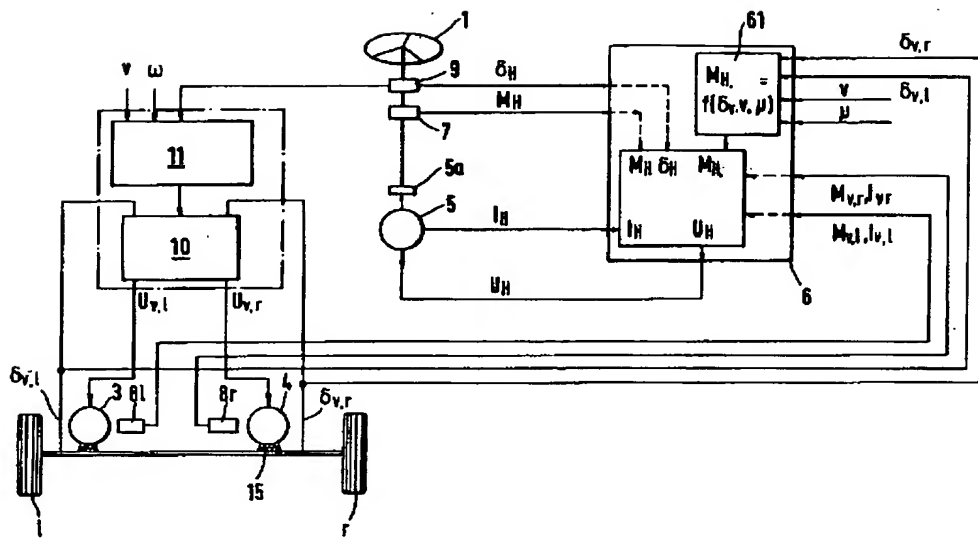 1
61
9
δH
MH
7
MH. =
f(δv.v, μ)
δv,r
v
δv,l
μ
v
ω
11
10
5a
5
IH
MH δH MH.
IH
UH
Mv,r,Ivr
Mv,l,Iv,l
UH
6
Uv,l
Uv,r
δv,l
3
8l
8r
4
δv,r
15
l
r